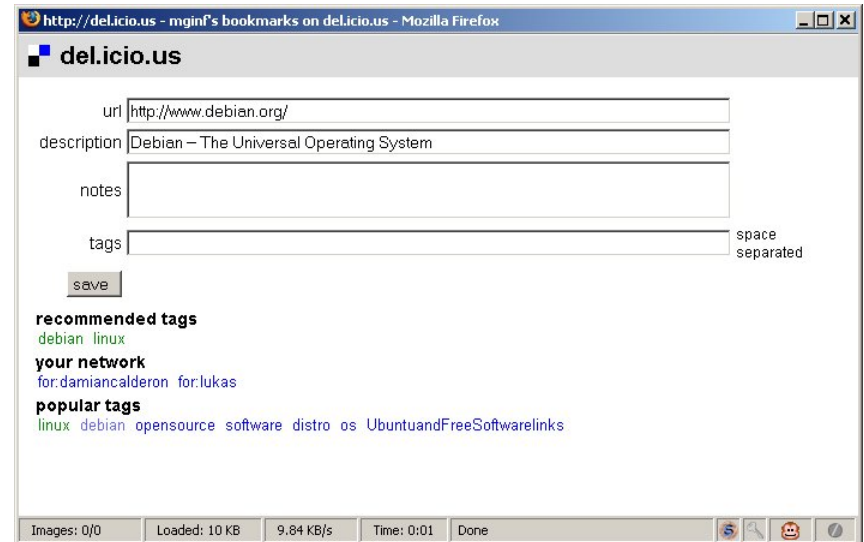 http://del.icio.us - mginf's bookmarks on del.icio.us - Mozilla Firefox
del.icio.us
url http://www.debian.org/
description Debian – The Universal Operating System
notes
tags
space
separated
save
recommended tags
debian linux
your network
for:damiancalderon for:lukas
popular tags
linux debian opensource software distro os UbuntuandFreeSoftwarelinks
Images: 0/0 Loaded: 10 KB 9.84 KB/s Time: 0:01 Done